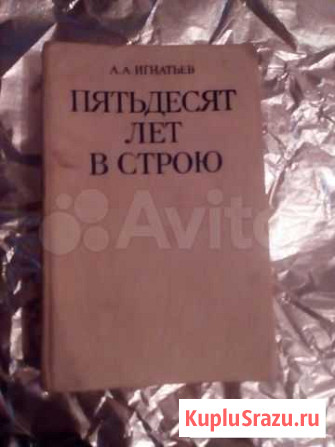 А. А. ИГНАТЬЕВ
ПЯТЬДЕСЯТ
ЛЕТ
В СТРОЮ
Avito
KupluSrazu.ru